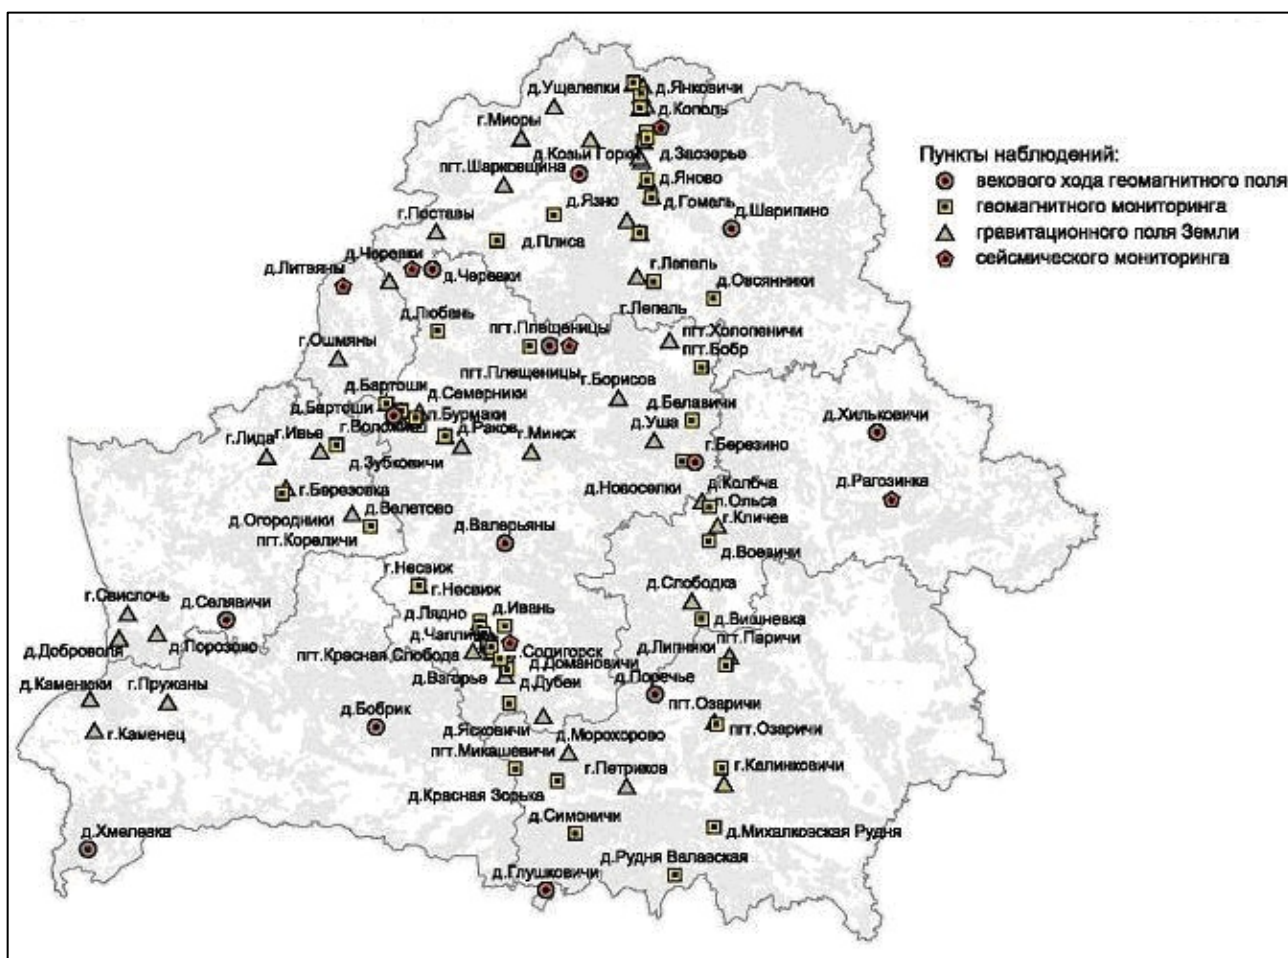 д.Ущелепки
д.Янковичи
д.Кополь
г.Миоры
д.Козьи Горки
д.Заозерье
пгт.Шарковщина
д.Яново
д.Язно
д.Гомель
д.Шарипино
г.Поставы
д.Плиса
д.Черевки
д.Черевки
д.Литвяны
г.Лепель
д.Овсянники
г.Лепель
д.Любань
пгт.Плещеницы
пгт.Холопеничи
пгт.Бобр
г.Ошмяны
пгт.Плещеницы
г.Борисов
д.Бартоши
д.Семерники
д.Белавичи
д.Хильковичи
д.Бартоши
п.Бурмаки
г.Воложин
д.Раков
г.Минск
д.Уша
г.Березино
г.Лида
г.Ивье
д.Зубковичи
д.Рагозинка
г.Березовка
д.Новоселки
д.Колбча
п.Ольса
д.Огородники
д.Велетово
г.Кличев
пгт.Кореличи
д.Валерьяны
д.Воевичи
г.Несвиж
г.Несвиж
д.Слободка
г.Свислочь
д.Селявичи
д.Лядно
д.Ивань
д.Вишневка
д.Чаплицы
.Солигорск
д.Липники
пгт.Паричи
д.Доброволя
д.Порозово
пгт.Красная Слобода
д.Домановичи
д.Загорье
д.Дубеи
д.Поречье
д.Каменюки
г.Пружаны
пгт.Озаричи
д.Бобрик
д.Ясковичи
д.Морохорово
пгт.Озаричи
г.Каменец
пгт.Микашевичи
г.Петриков
г.Калинковичи
д.Красная Зорька
д.Симоничи
д.Михалковская Рудня
д.Хмелевка
д.Рудня Валавская
д.Глушковичи
Пункты наблюдений:
векового хода геомагнитного поля
геомагнитного мониторинга
гравитационного поля Земли
сейсмического мониторинга